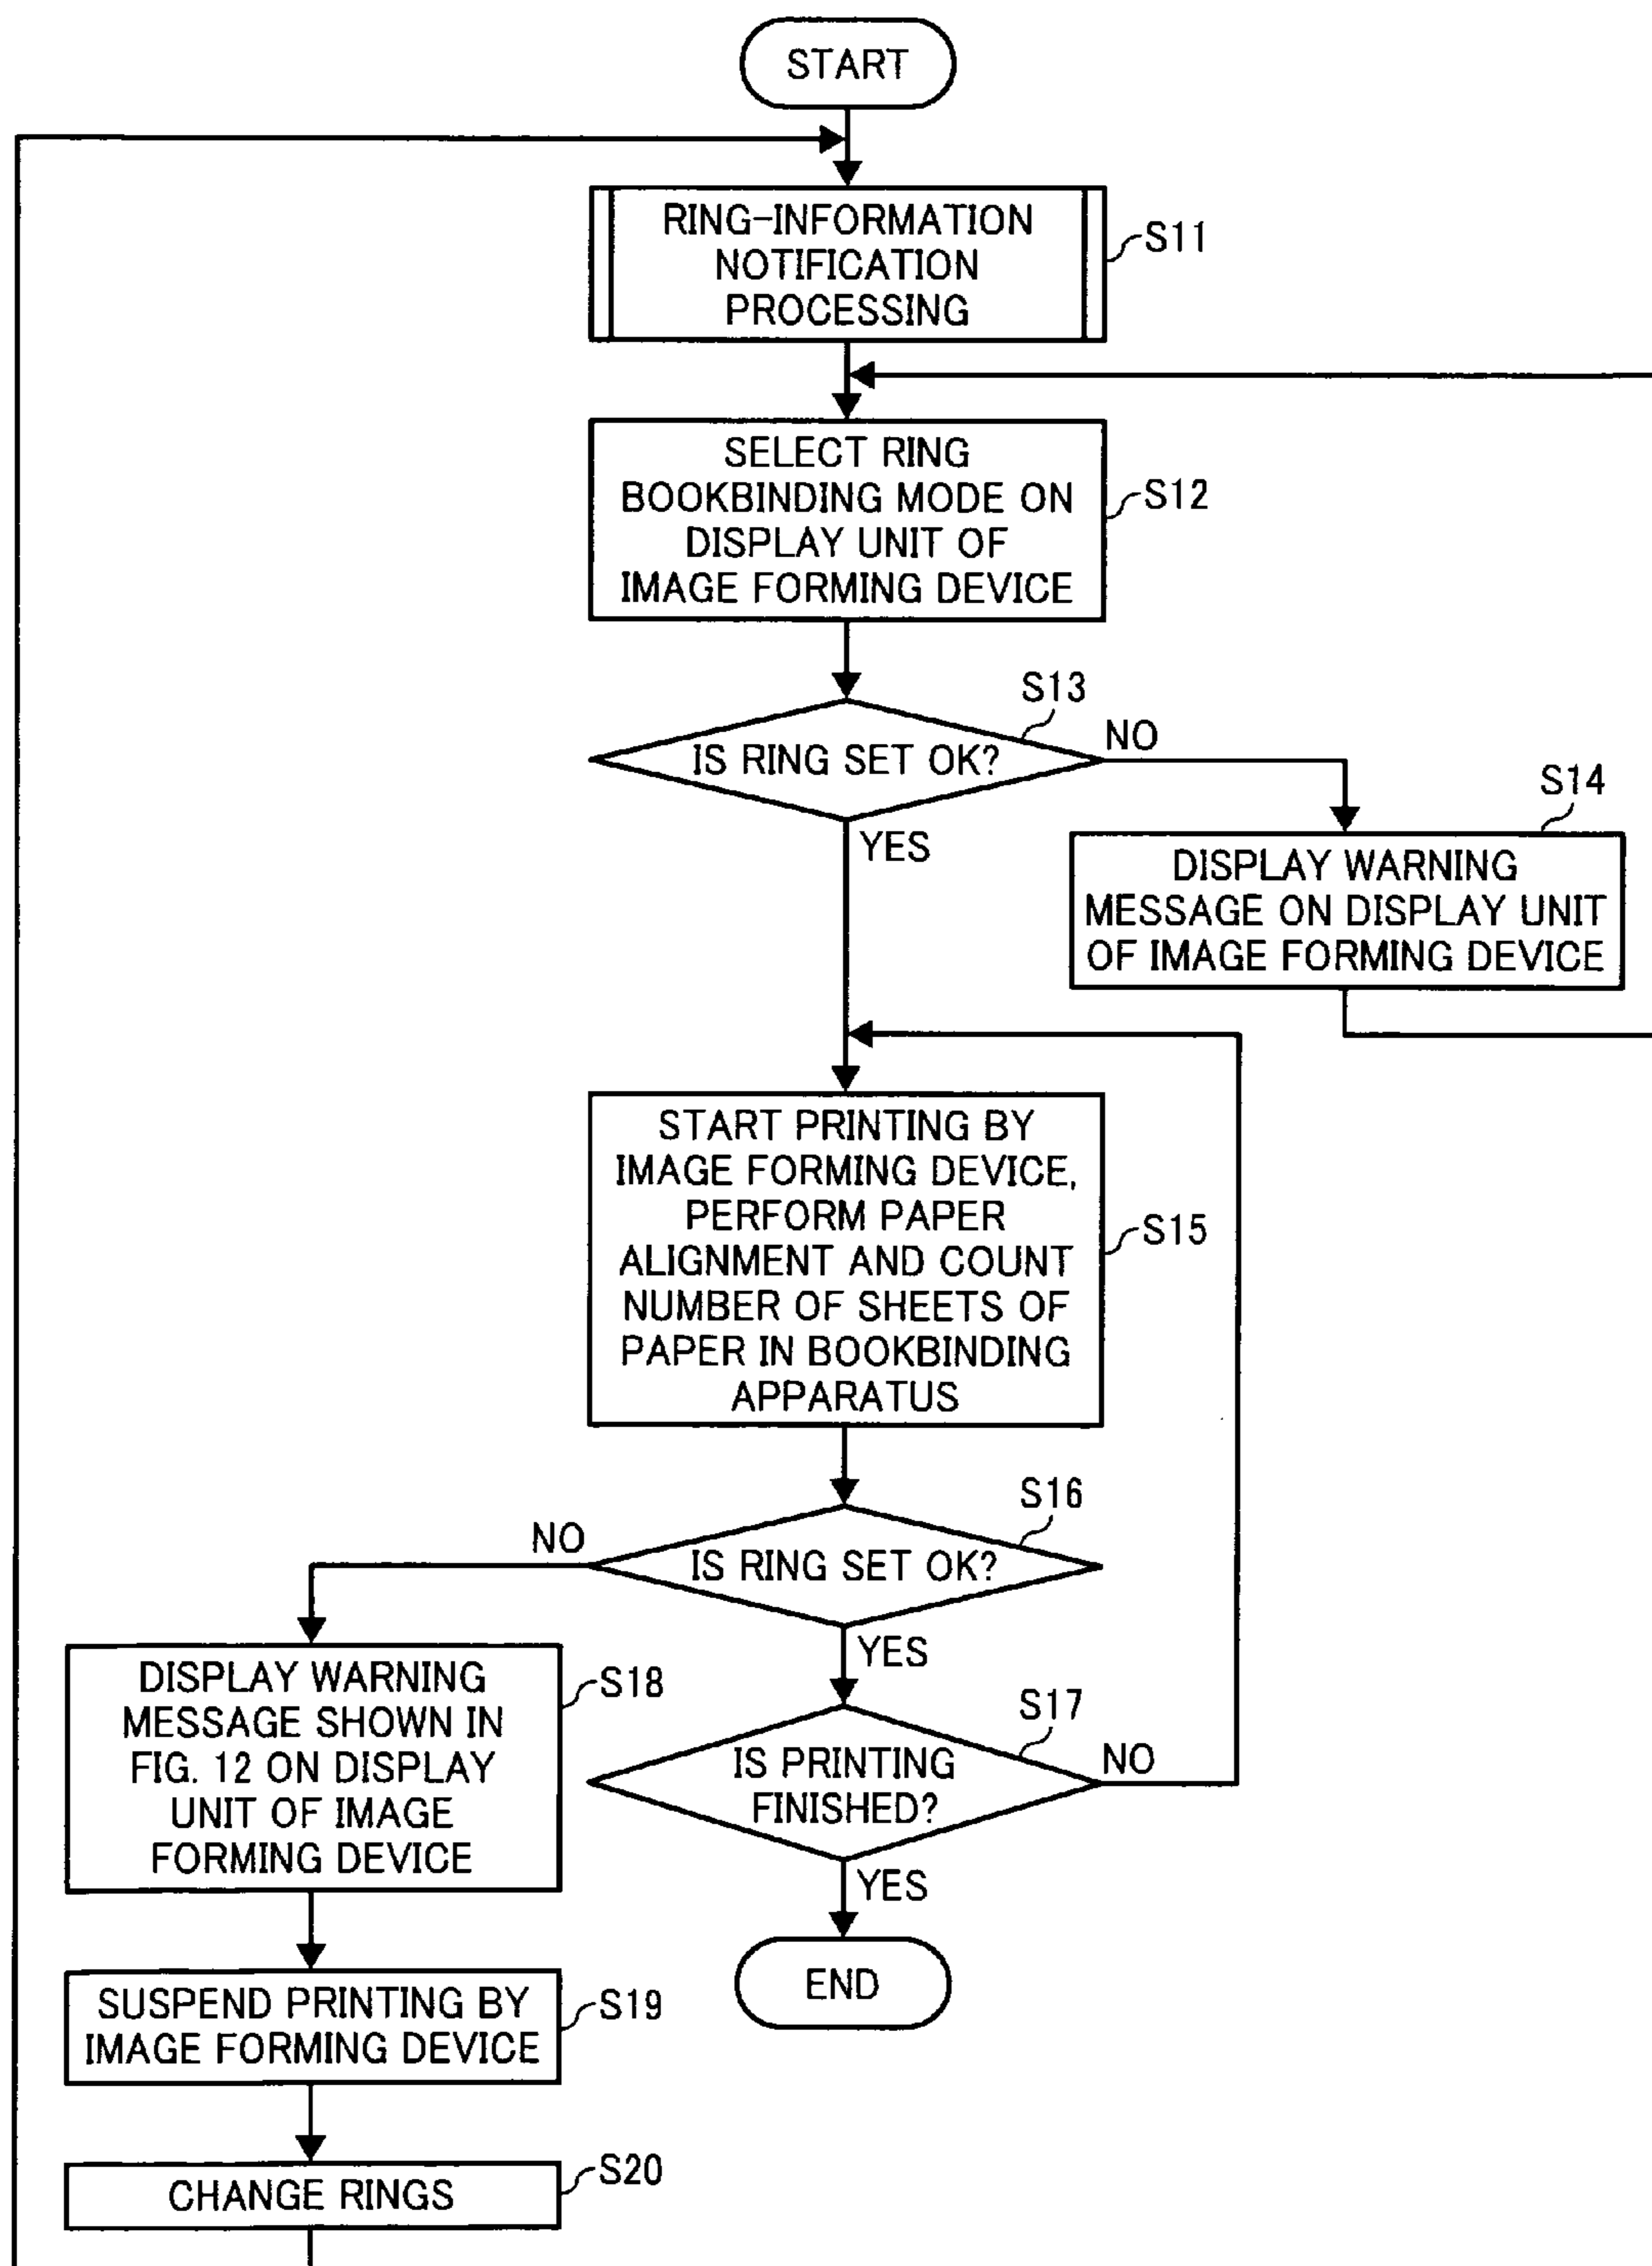 START
RING-INFORMATION
NOTIFICATION
PROCESSING
S11
SELECT RING
BOOKBINDING MODE ON
DISPLAY UNIT OF
IMAGE FORMING DEVICE
S12
S13
IS RING SET OK?
NO
YES
S14
DISPLAY WARNING
MESSAGE ON DISPLAY UNIT
OF IMAGE FORMING DEVICE
START PRINTING BY
IMAGE FORMING DEVICE,
PERFORM PAPER
ALIGNMENT AND COUNT
NUMBER OF SHEETS OF
PAPER IN BOOKBINDING
APPARATUS
S15
S16
IS RING SET OK?
NO
YES
DISPLAY WARNING
MESSAGE SHOWN IN
FIG. 12 ON DISPLAY
UNIT OF IMAGE
FORMING DEVICE
S18
S17
IS PRINTING
FINISHED?
NO
YES
END
SUSPEND PRINTING BY
IMAGE FORMING DEVICE
S19
CHANGE RINGS
S20